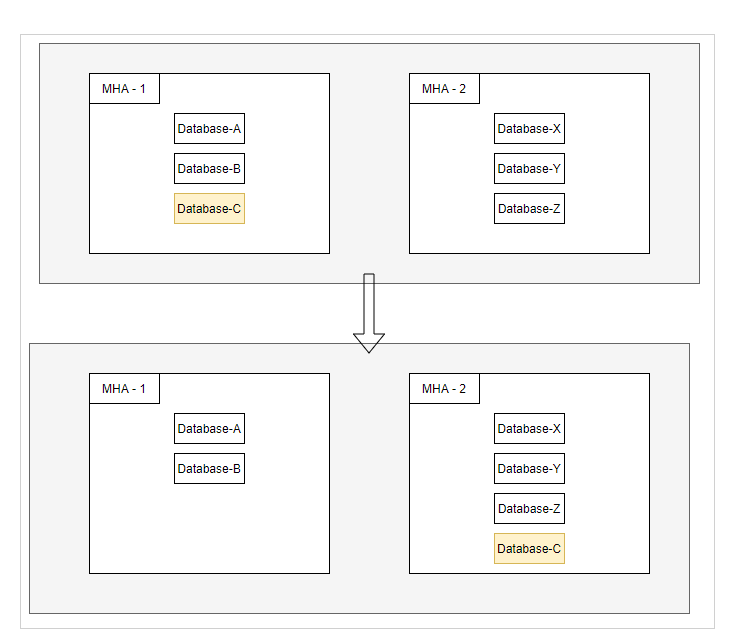 MHA - 1
Database-A
Database-B
Database-C
MHA - 2
Database-X
Database-Y
Database-Z
MHA - 1
Database-A
Database-B
MHA - 2
Database-X
Database-Y
Database-Z
Database-C